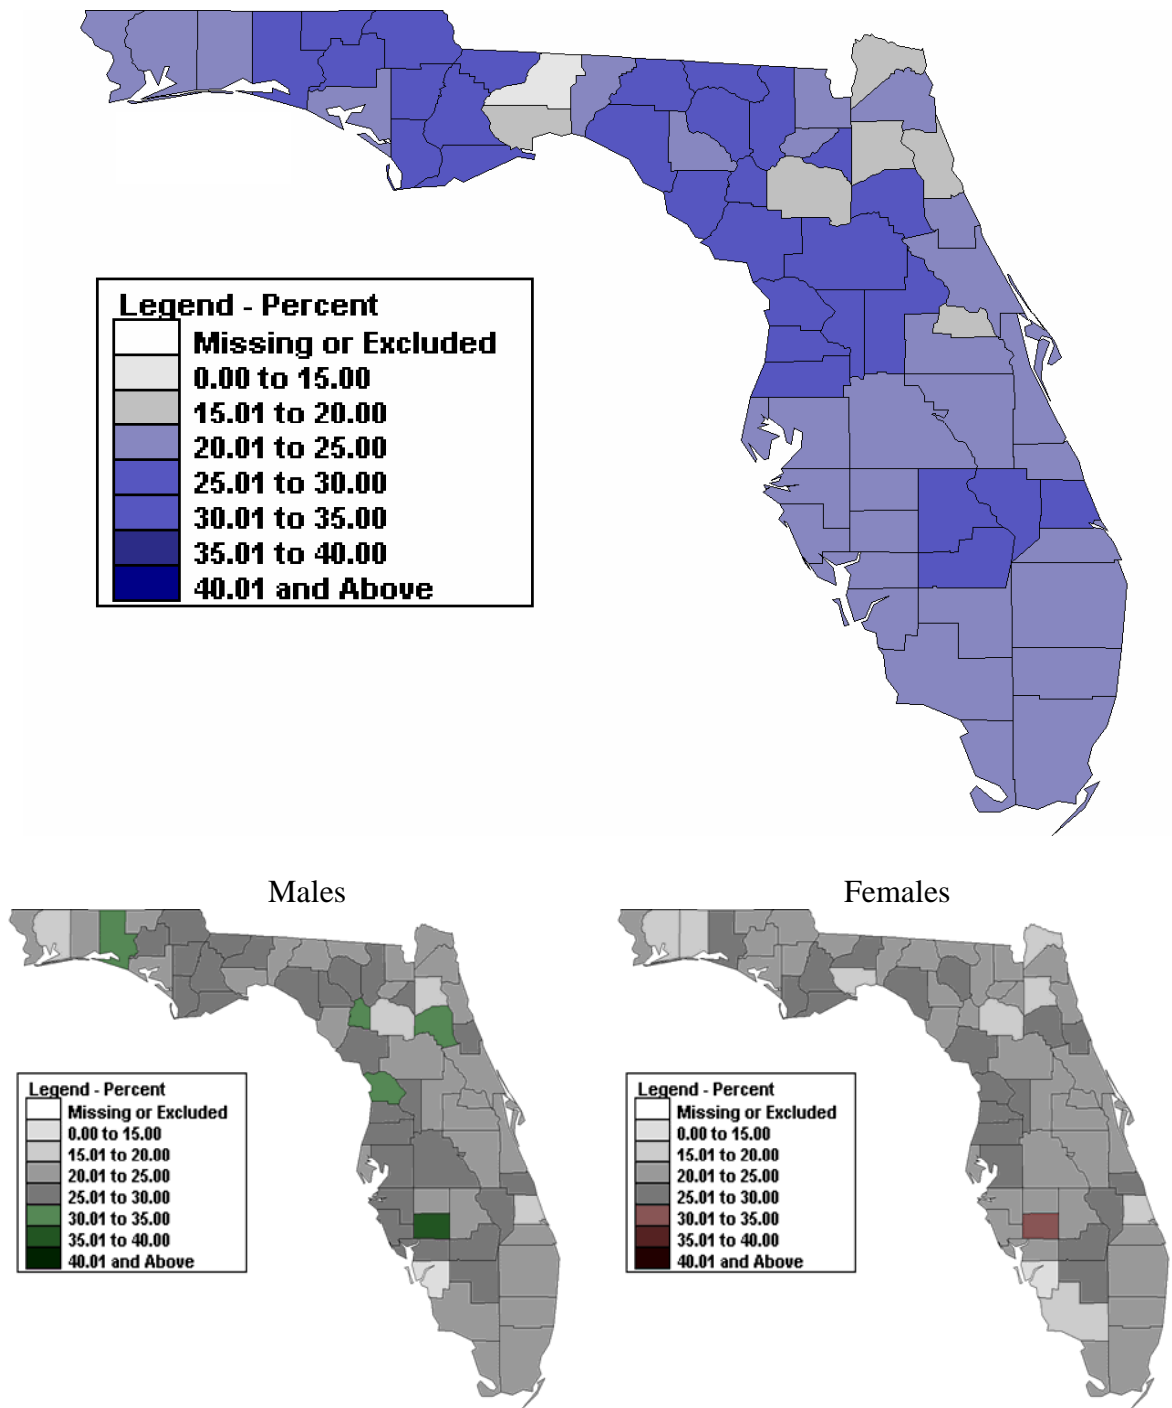 Legend - Percent
Missing or Excluded
0.00 to 15.00
15.01 to 20.00
20.01 to 25.00
25.01 to 30.00
30.01 to 35.00
35.01 to 40.00
40.01 and Above
Males
Legend - Percent
Missing or Excluded
0.00 to 15.00
15.01 to 20.00
20.01 to 25.00
25.01 to 30.00
30.01 to 35.00
35.01 to 40.00
40.01 and Above
Females
Legend - Percent
Missing or Excluded
0.00 to 15.00
15.01 to 20.00
20.01 to 25.00
25.01 to 30.00
30.01 to 35.00
35.01 to 40.00
40.01 and Above